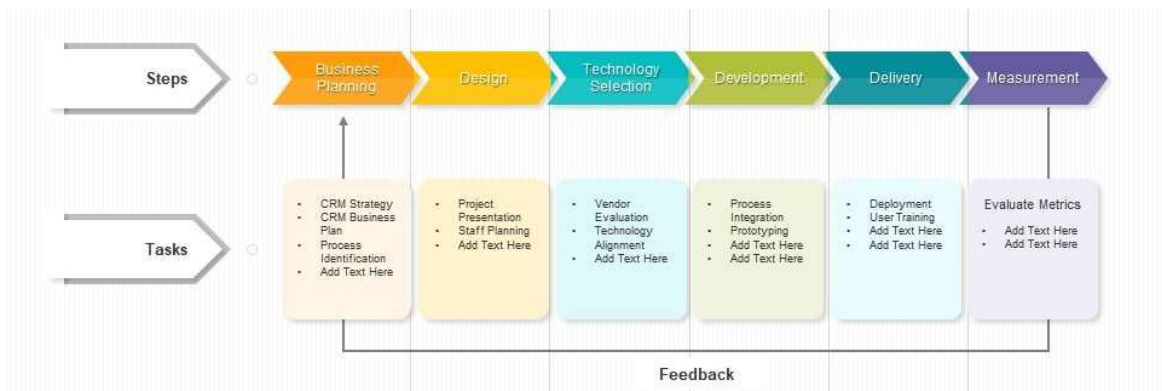 Steps
Business
Planning
Design
Technology
Selection
Development
Delivery
Measurement
Tasks
• CRM Strategy
• CRM Business
Plan
• Process
Identification
• Add Text Here
• Project
Presentation
• Staff Planning
• Add Text Here
• Vendor
Evaluation
• Technology
Alignment
• Add Text Here
• Process
Integration
• Prototyping
• Add Text Here
• Add Text Here
• Deployment
• User Training
• Add Text Here
• Add Text Here
Evaluate Metrics
• Add Text Here
• Add Text Here
Feedback